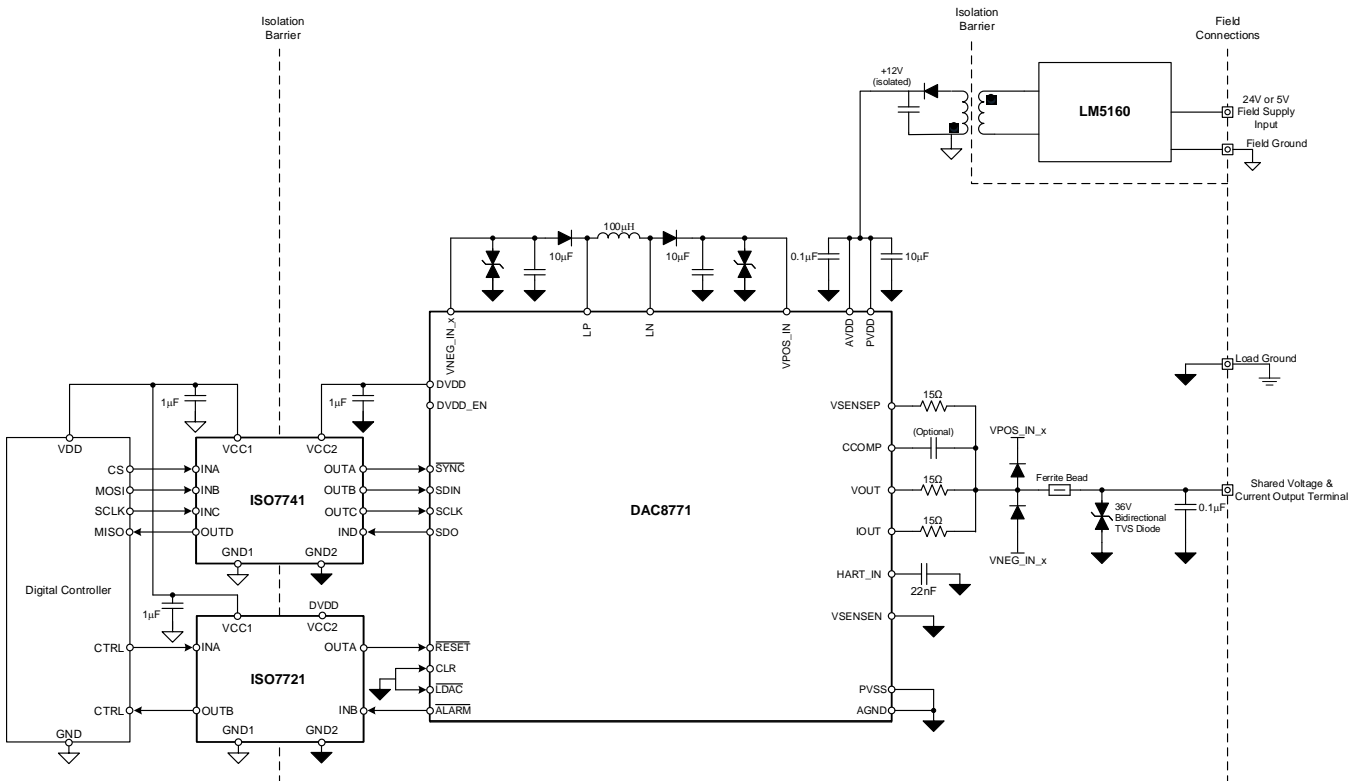 Isolation
Barrier
Isolation
Barrier
Field
Connections
+12V
(isolated)
LM5160
24V or 5V
Field Supply
Input
Field Ground
100µH
10µF
10µF
0.1µF
10µF
VNEG_IN_x
LP
LN
VPOS_IN
AVDD
PVDD
Load Ground
1µF
1µF
DVDD
DVDD_EN
VDD
VCC1
VCC2
CS
MOSI
SCLK
MISO
INA
INB
INC
OUTD
ISO7741
OUTA
OUTB
OUTC
IND
SYNC
SDIN
SCLK
SDO
GND1
GND2
DAC8771
VSENSEP
15Ω
CCOMP
(Optional)
VOUT
15Ω
IOUT
15Ω
HART_IN
22nF
VSENSEN
PVSS
AGND
VPOS_IN_x
VNEG_IN_x
Ferrite Bead
36V
Bidirectional
TVS Diode
0.1µF
Shared Voltage &
Current Output Terminal
Digital Controller
1µF
VCC1
DVDD
VCC2
CTRL
INA
OUTA
RESET
CLR
LDAC
ALARM
ISO7721
CTRL
OUTB
INB
GND1
GND2
GND